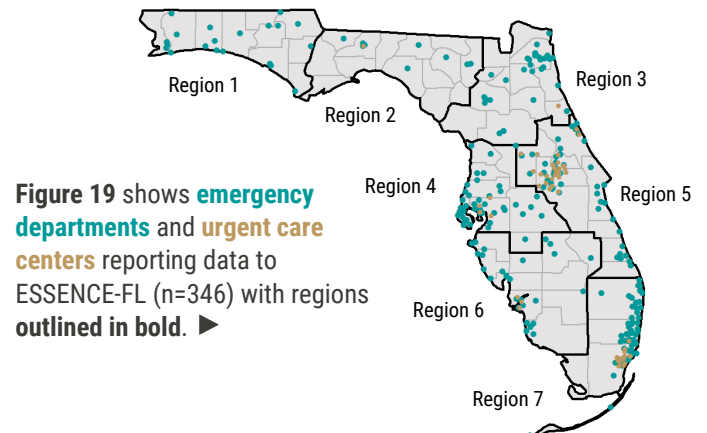 Region 1
Region 2
Region 3
Region 4
Region 5
Figure 19 shows emergency
departments and urgent care
centers reporting data to
ESSENCE-FL (n=346) with regions
outlined in bold. ►
Region 6
Region 7